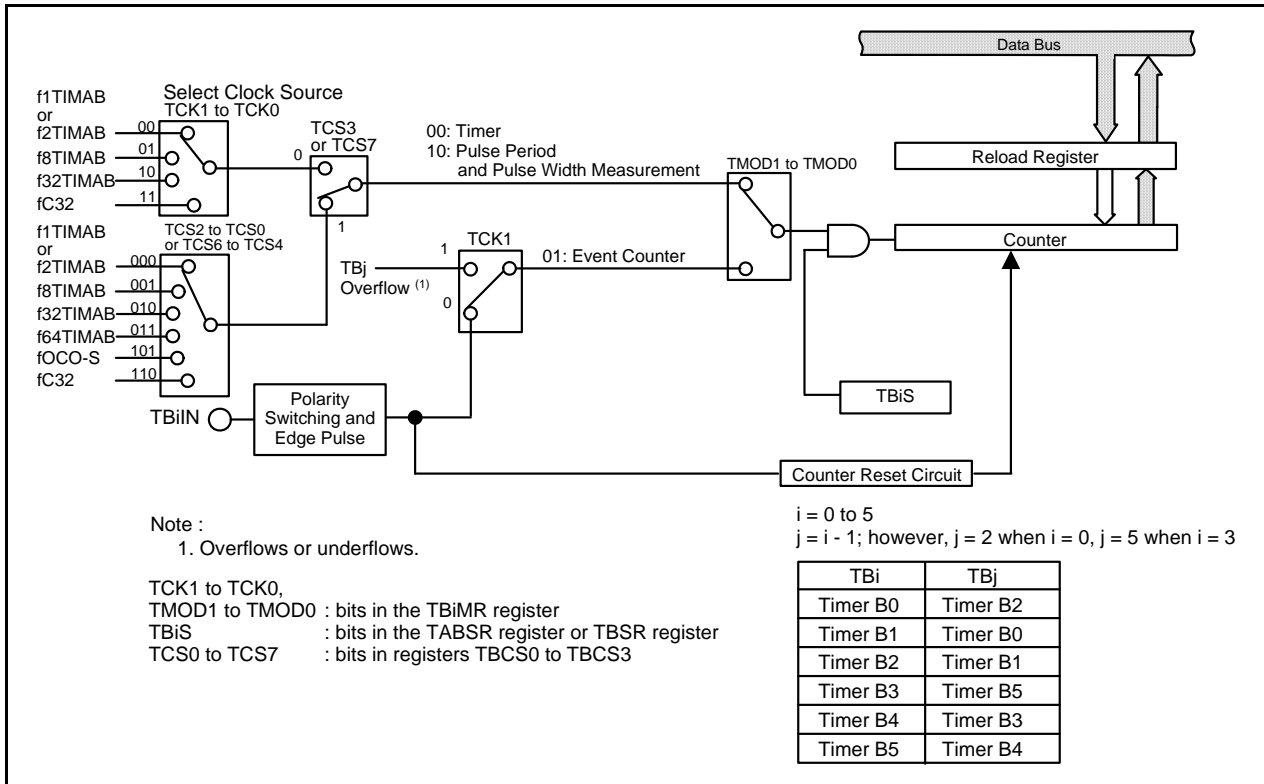 Data Bus
Select Clock Source
TCK1 to TCK0
f1TIMAB
or
f2TIMAB
00
f8TIMAB
01
f32TIMAB
10
fC32
11
TCS3
or TCS7
0
1
00: Timer
10: Pulse Period
and Pulse Width Measurement
TMOD1 to TMOD0
Reload Register
Counter
f1TIMAB
or
f2TIMAB
TCS2 to TCS0
or TCS6 to TCS4
000
f8TIMAB
001
f32TIMAB
010
f64TIMAB
011
fOCO-S
101
fC32
110
TCK1
1
TBj
Overflow (1)
0
01: Event Counter
TBiS
TBiIN
Polarity
Switching and
Edge Pulse
Counter Reset Circuit
Note :
1. Overflows or underflows.
TCK1 to TCK0,
TMOD1 to TMOD0 : bits in the TBiMR register
TBiS : bits in the TABSR register or TBSR register
TCS0 to TCS7 : bits in registers TBCS0 to TBCS3
i = 0 to 5
j = i - 1; however, j = 2 when i = 0, j = 5 when i = 3
TBi TBj
Timer B0 Timer B2
Timer B1 Timer B0
Timer B2 Timer B1
Timer B3 Timer B5
Timer B4 Timer B3
Timer B5 Timer B4